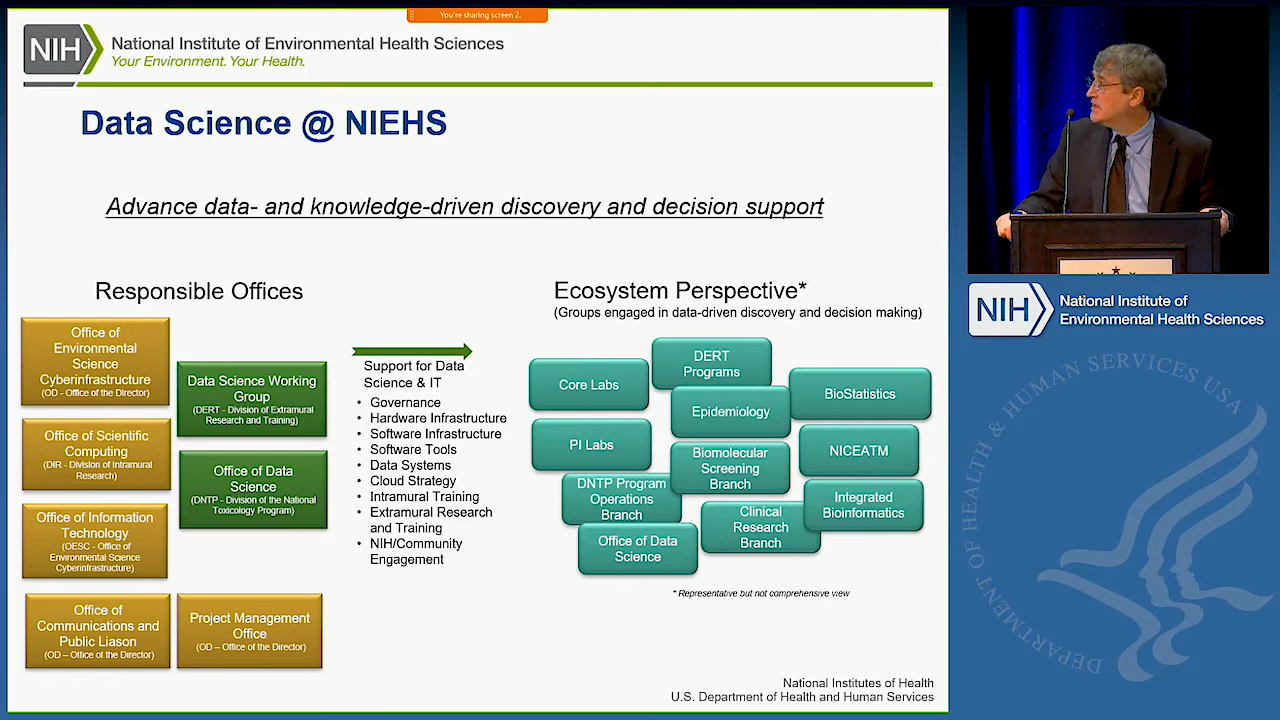 You're sharing screen 2.
NIH
National Institute of Environmental Health Sciences
Your Environment. Your Health.
Data Science @ NIEHS
Advance data- and knowledge-driven discovery and decision support
Responsible Offices
Office of
Environmental
Science
Cyberinfrastructure
(OD - Office of the Director)
Office of Scientific
Computing
(DIR - Division of Intramural
Research)
Office of Information
Technology
(OESC - Office of
Environmental Science
Cyberinfrastructure)
Office of
Communications and
Public Liason
(OD – Office of the Director)
Data Science Working
Group
(DERT - Division of Extramural
Research and Training)
Office of Data
Science
(DNTP - Division of the National
Toxicology Program)
Project Management
Office
(OD – Office of the Director)
Support for Data
Science & IT
• Governance
• Hardware Infrastructure
• Software Infrastructure
• Software Tools
• Data Systems
• Cloud Strategy
• Intramural Training
• Extramural Research
and Training
• NIH/Community
Engagement
Ecosystem Perspective*
(Groups engaged in data-driven discovery and decision making)
Core Labs
DERT
Programs
BioStatistics
Epidemiology
PI Labs
NICEATM
Biomolecular
Screening
Branch
DNTP Program
Operations
Branch
Integrated
Bioinformatics
Clinical
Research
Branch
Office of Data
Science
* Representative but not comprehensive view
National Institutes of Health
U.S. Department of Health and Human Services
NIH
National Institute of
Environmental Health Sciences
DEPARTMENT OF HEALTH & HUMAN SERVICES USA